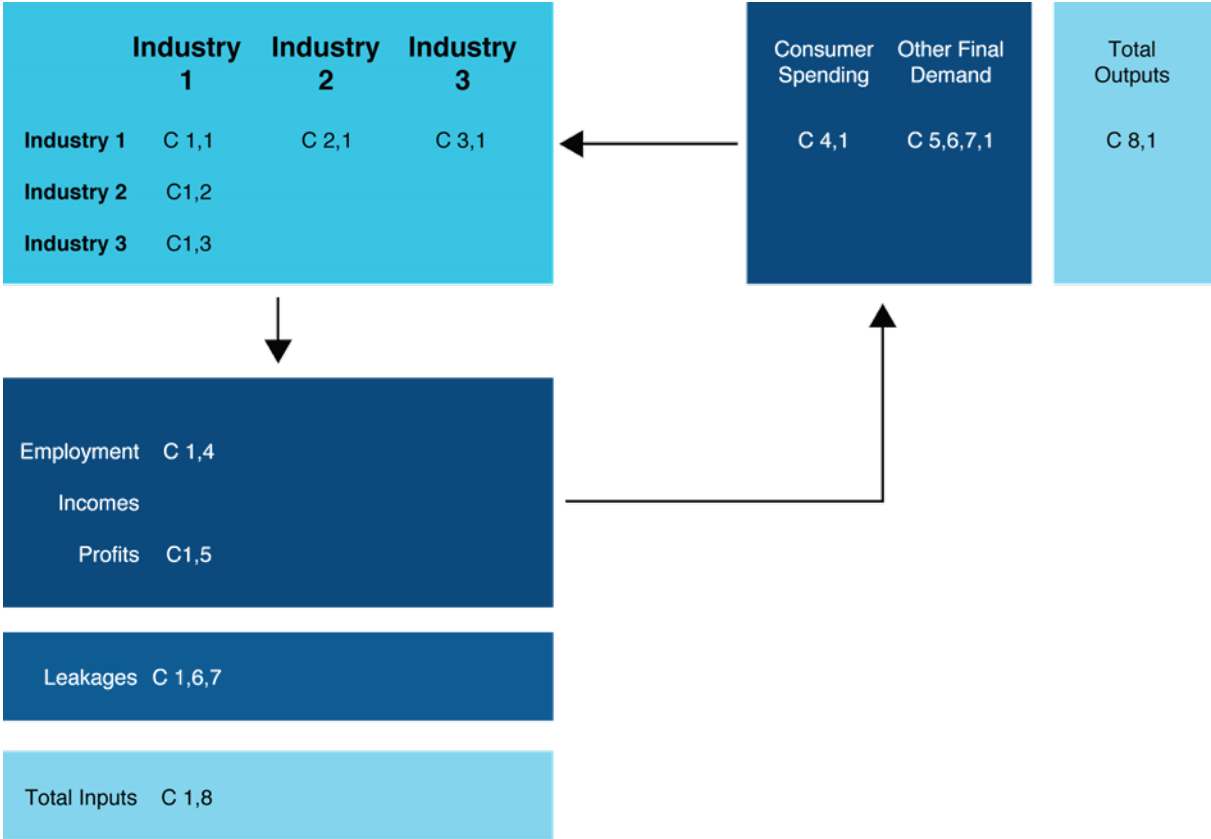 Industry 1 Industry 2 Industry 3
Consumer Spending Other Final Demand
Total Outputs
Industry 1 C 1,1 C 2,1 C 3,1 C 4,1 C 5,6,7,1 C 8,1
Industry 2 C1,2
Industry 3 C1,3
Employment C 1,4
Incomes
Profits C1,5
Leakages C 1,6,7
Total Inputs C 1,8